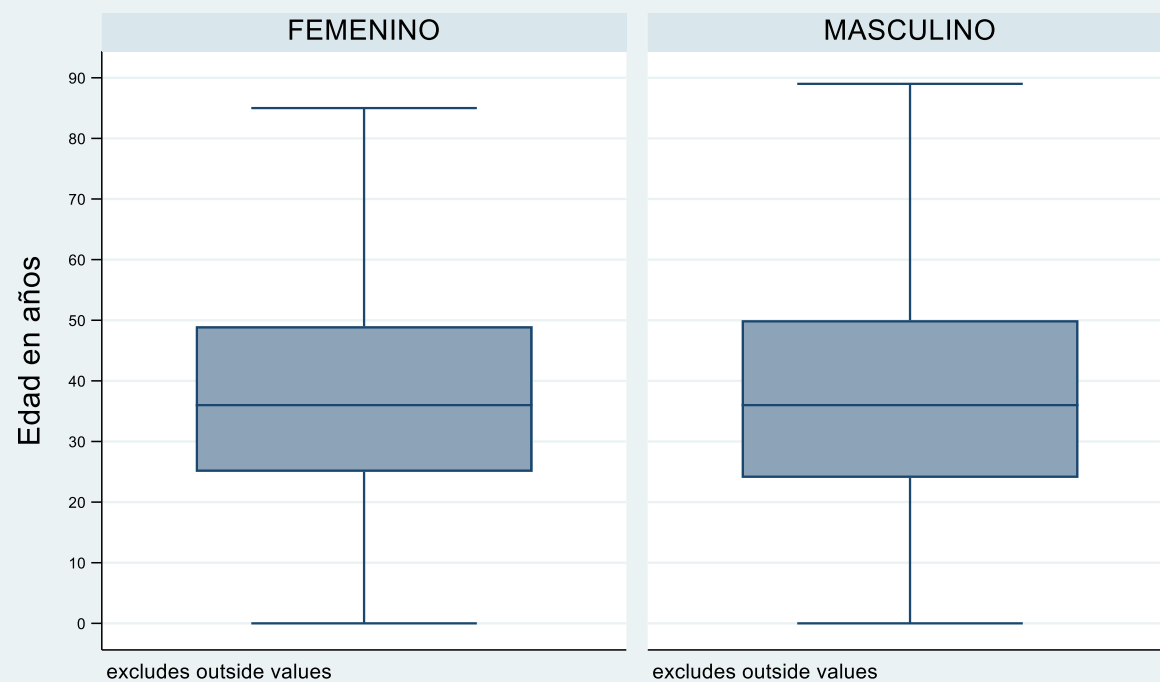 FEMENINO
MASCULINO
Edad en años
90
80
70
60
50
40
30
20
10
0
excludes outside values
excludes outside values